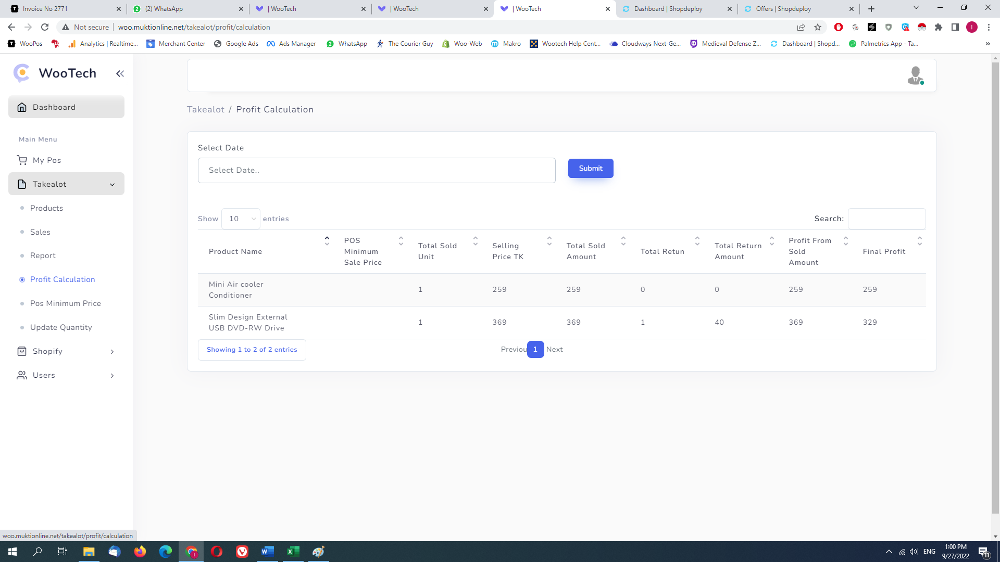 Invoice No 2771
(2) WhatsApp
| WooTech
| WooTech
| WooTech
Dashboard | Shopdeploy
Offers | Shopdeploy
Not secure
woo.muktionline.net/takealot/profit/calculation
WooPos
Analytics | Realtime...
Merchant Center
Google Ads
Ads Manager
WhatsApp
The Courier Guy
Woo-Web
Makro
Wootech Help Cent...
Cloudways Next-Ge...
Medieval Defense Z...
Dashboard | Shopd...
Palmetrics App - Ta...
WooTech
Dashboard
Main Menu
My Pos
Takealot
Products
Sales
Report
Profit Calculation
Pos Minimum Price
Update Quantity
Shopify
Users
Takealot / Profit Calculation
Select Date
Select Date..
Submit
Show 10 entries
Search:
Product Name
POS
Minimum
Sale Price
Total Sold
Unit
Selling
Price TK
Total Sold
Amount
Total Retun
Total Return
Amount
Profit From
Sold
Amount
Final Profit
Mini Air cooler
Conditioner
1 259 259 0 0 259 259
Slim Design External
USB DVD-RW Drive
1 369 369 1 40 369 329
Showing 1 to 2 of 2 entries
Previou 1 Next
woo.muktionline.net/takealot/profit/calculation
ENG
1:00 PM
9/27/2022
11